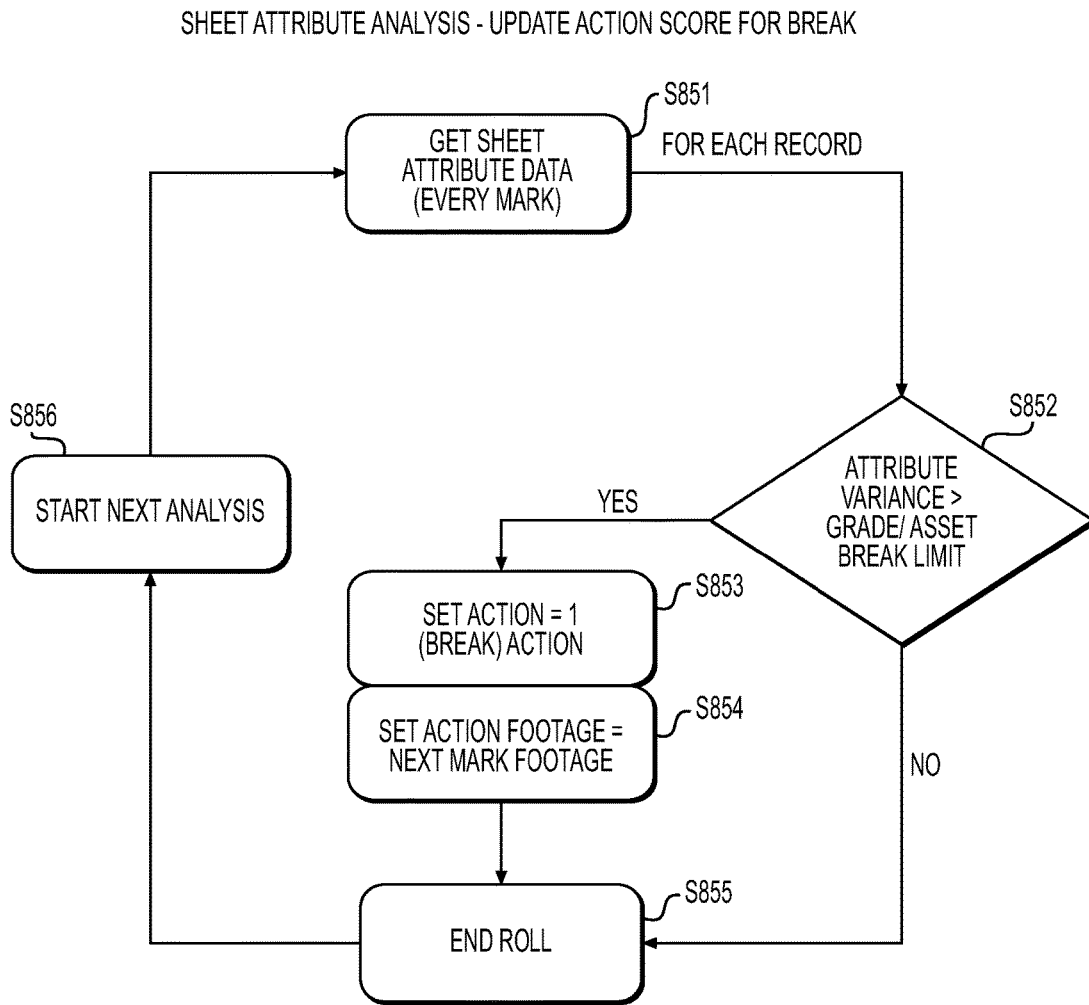 SHEET ATTRIBUTE ANALYSIS - UPDATE ACTION SCORE FOR BREAK
S851
GET SHEET
ATTRIBUTE DATA
(EVERY MARK)
FOR EACH RECORD
S852
ATTRIBUTE
VARIANCE >
GRADE/ ASSET
BREAK LIMIT
YES
S853
SET ACTION = 1
(BREAK) ACTION
S854
SET ACTION FOOTAGE =
NEXT MARK FOOTAGE
NO
S855
END ROLL
S856
START NEXT ANALYSIS